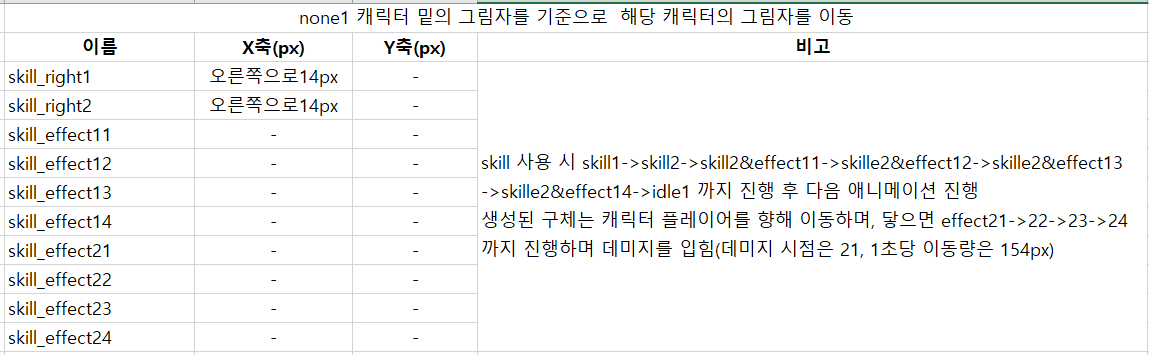 none1 캐릭터 밑의 그림자를 기준으로 해당 캐릭터의 그림자를 이동
이름 X축(px) Y축(px) 비고
skill_right1 오른쪽으로14px -
skill_right2 오른쪽으로14px -
skill_effect11 - -
skill_effect12 - -
skill_effect13 - -
skill_effect14 - -
skill_effect21 - -
skill_effect22 - -
skill_effect23 - -
skill_effect24 - -
skill 사용 시 skill1->skill2->skill2&effect11->skille2&effect12->skille2&effect13
->skille2&effect14->idle1 까지 진행 후 다음 애니메이션 진행
생성된 구체는 캐릭터 플레이어를 향해 이동하며, 닿으면 effect21->22->23->24
까지 진행하며 데미지를 입힘(데미지 시점은 21, 1초당 이동량은 154px)